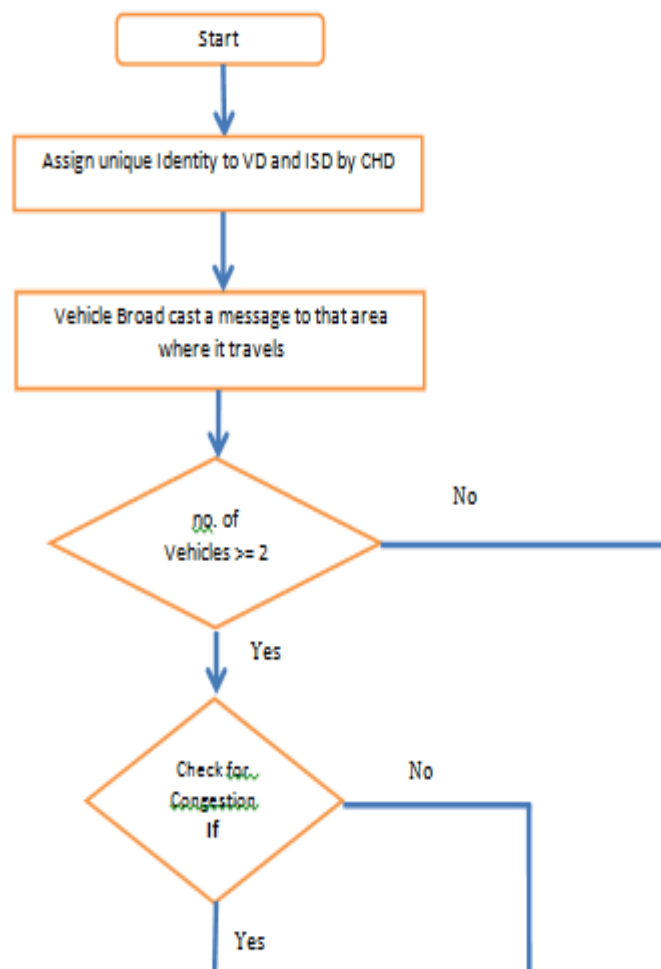 Start
Assign unique Identity to VD and ISD by CHD
Vehicle Broad cast a message to that area
where it travels
no. of
Vehicles >= 2
No
Yes
Check for
Congestion
If
No
Yes